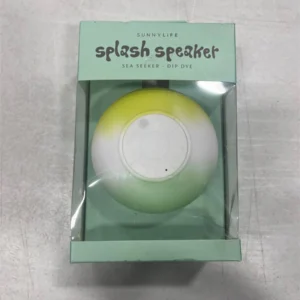 SUNNYLIFE
splash speaker
SEA SEEKER - DIP DYE